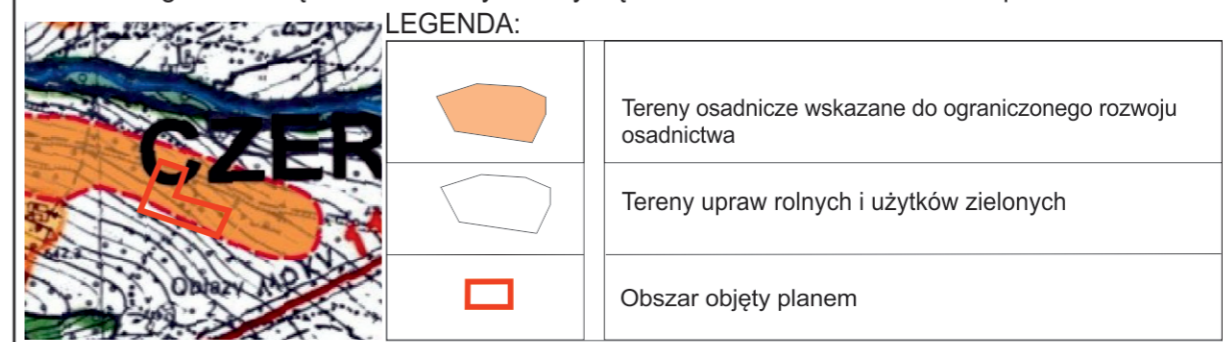 LEGENDA:
CZER
Tereny osadnicze wskazane do ograniczonego rozwoju
osadnictwa
Tereny upraw rolnych i użytków zielonych
Obłazy
Obszar objęty planem